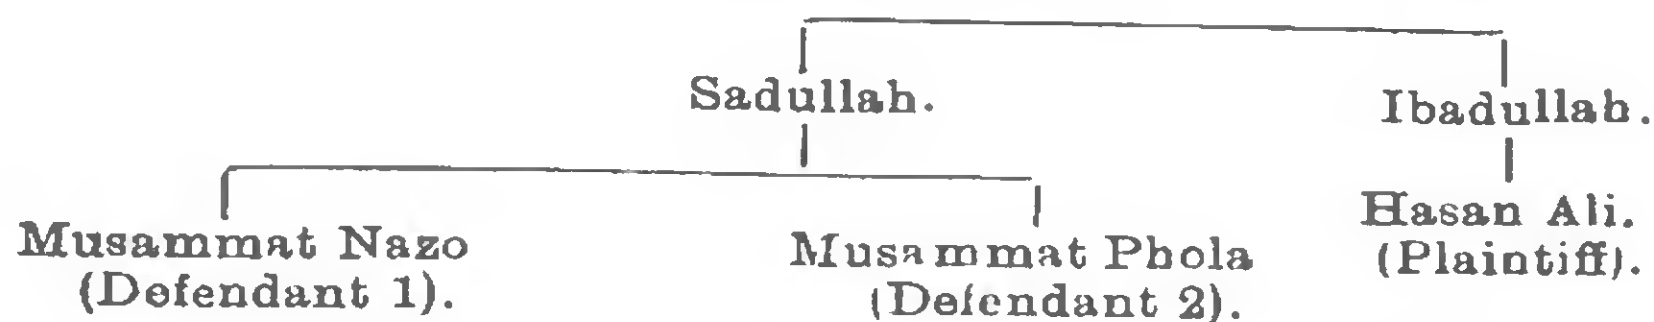 Sadullah.
Ibadullah.
Musammat Nazo
(Defendant 1).
Musammat Phola
(Defendant 2).
Hasan Ali.
(Plaintiff).